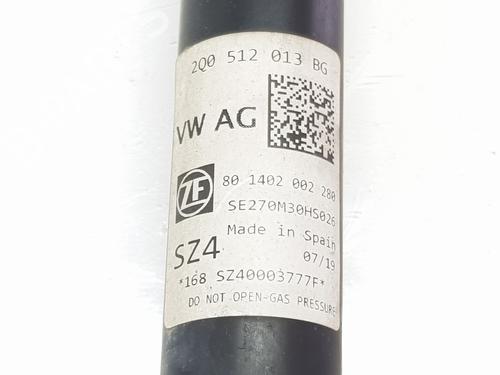 2Q0 512 013 BG
VW AG
ZF
80 1402 002 280
SE270M30HS026
Made in Spain
SZ4
07/19
*168 SZ40003777F*
DO NOT OPEN-GAS PRESSURE